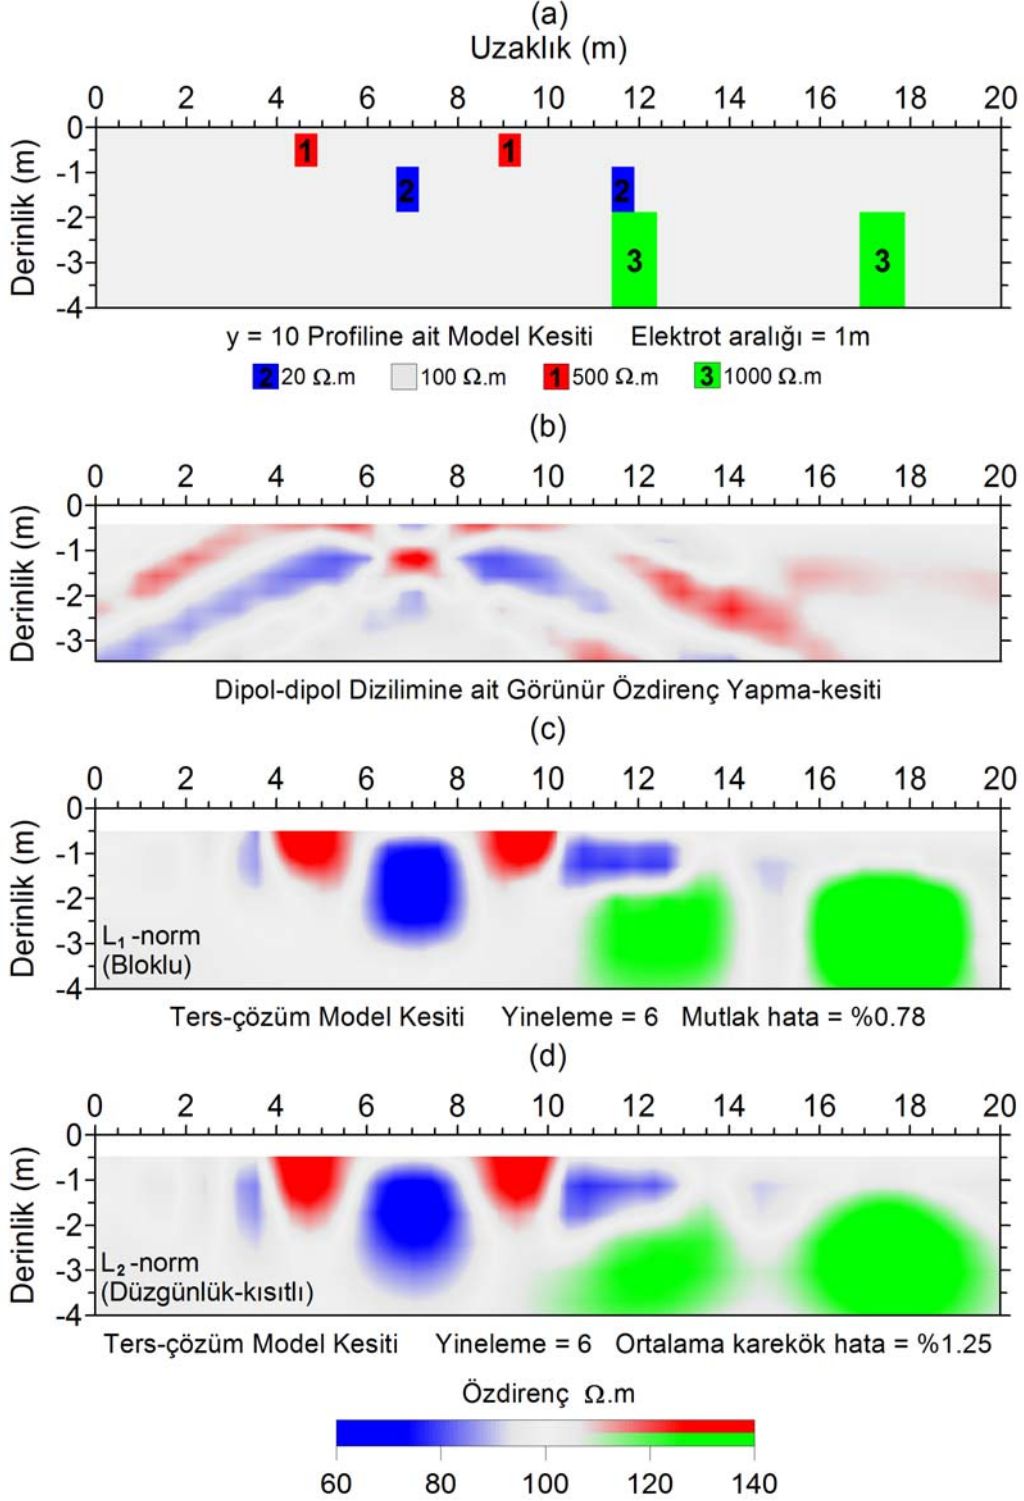 (a)
Uzaklık (m)
0 2 4 6 8 10 12 14 16 18 20
Derinlik (m)
0
-1
-2
-3
-4
1 1
2 2
3 3
y = 10 Profiline ait Model Kesiti Elektrot aralığı = 1m
2 20 Ω.m 100 Ω.m 1 500 Ω.m 3 1000 Ω.m
(b)
0 2 4 6 8 10 12 14 16 18 20
Derinlik (m)
0
-1
-2
-3
Dipol-dipol Dizilimine ait Görünür Özdirenç Yapma-kesiti
(c)
0 2 4 6 8 10 12 14 16 18 20
Derinlik (m)
0
-1
-2
-3
-4
L₁-norm
(Bloklu)
Ters-çözüm Model Kesiti Yineleme = 6 Mutlak hata = %0.78
(d)
0 2 4 6 8 10 12 14 16 18 20
Derinlik (m)
0
-1
-2
-3
-4
L₂-norm
(Düzgünlük-kısıtlı)
Ters-çözüm Model Kesiti Yineleme = 6 Ortalama karekök hata = %1.25
Özdirenç Ω.m
60 80 100 120 140